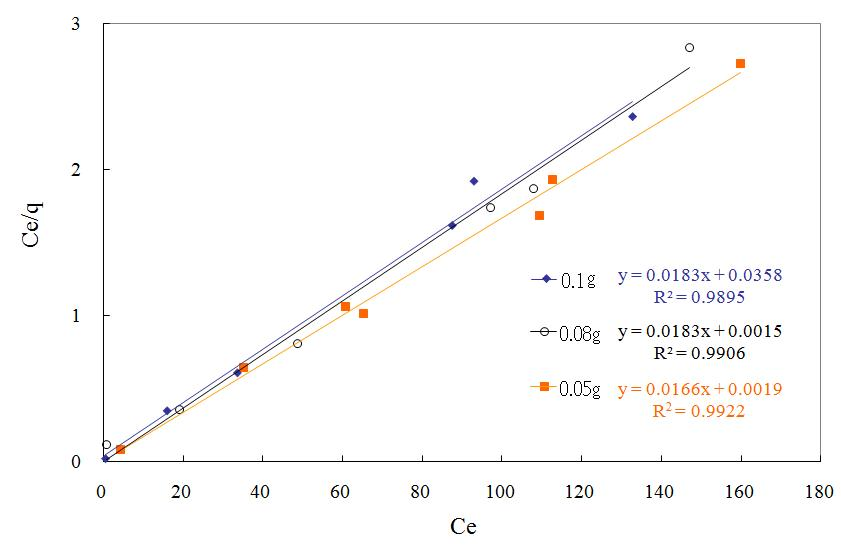 3
2
1
0
Ce/q
0.1g
y = 0.0183x + 0.0358
R² = 0.9895
0.08g
y = 0.0183x + 0.0015
R² = 0.9906
0.05g
y = 0.0166x + 0.0019
R² = 0.9922
0 20 40 60 80 100 120 140 160 180
Ce